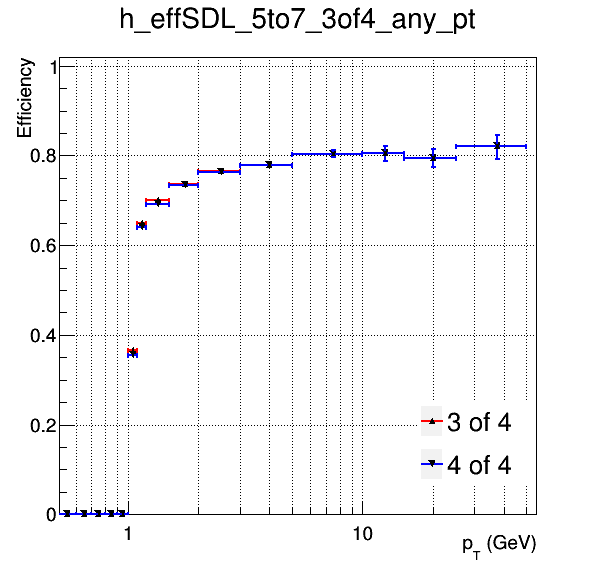 h_effSDL_5to7_3of4_any_pt
Efficiency
1
0.8
0.6
0.4
0.2
0
3 of 4
4 of 4
1
10
p_T (GeV)